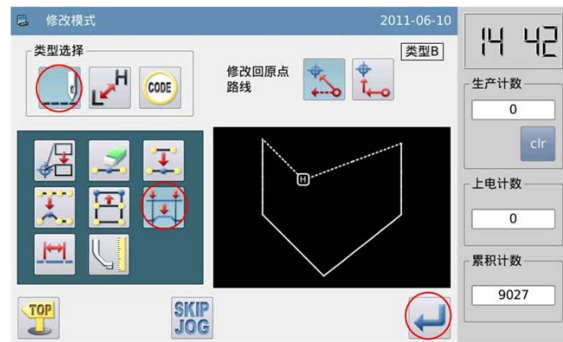 修改模式
2011-06-10
14 42
类型选择
H
CODE
修改回原点
路线
类型B
生产计数
0
clr
H
上电计数
0
累积计数
9027
TOP
SKIP
JOG